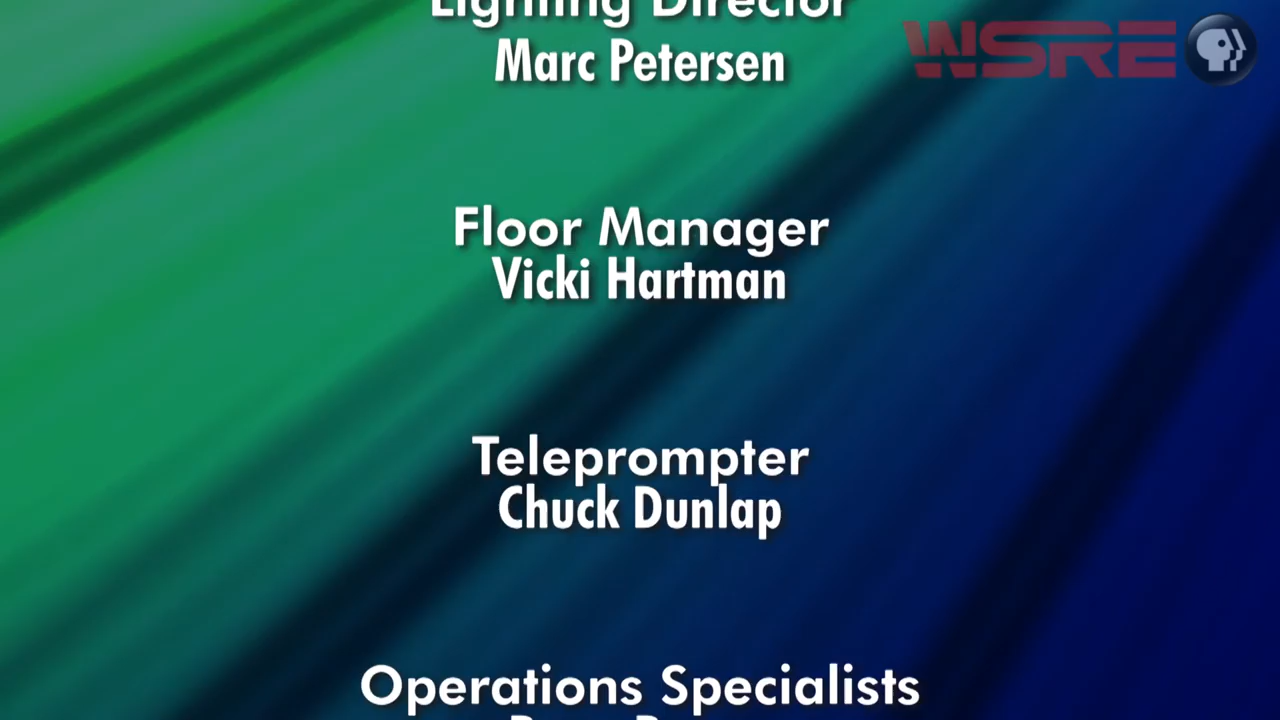 Lighting Director
WSRE
Marc Petersen
Floor Manager
Vicki Hartman
Teleprompter
Chuck Dunlap
Operations Specialists